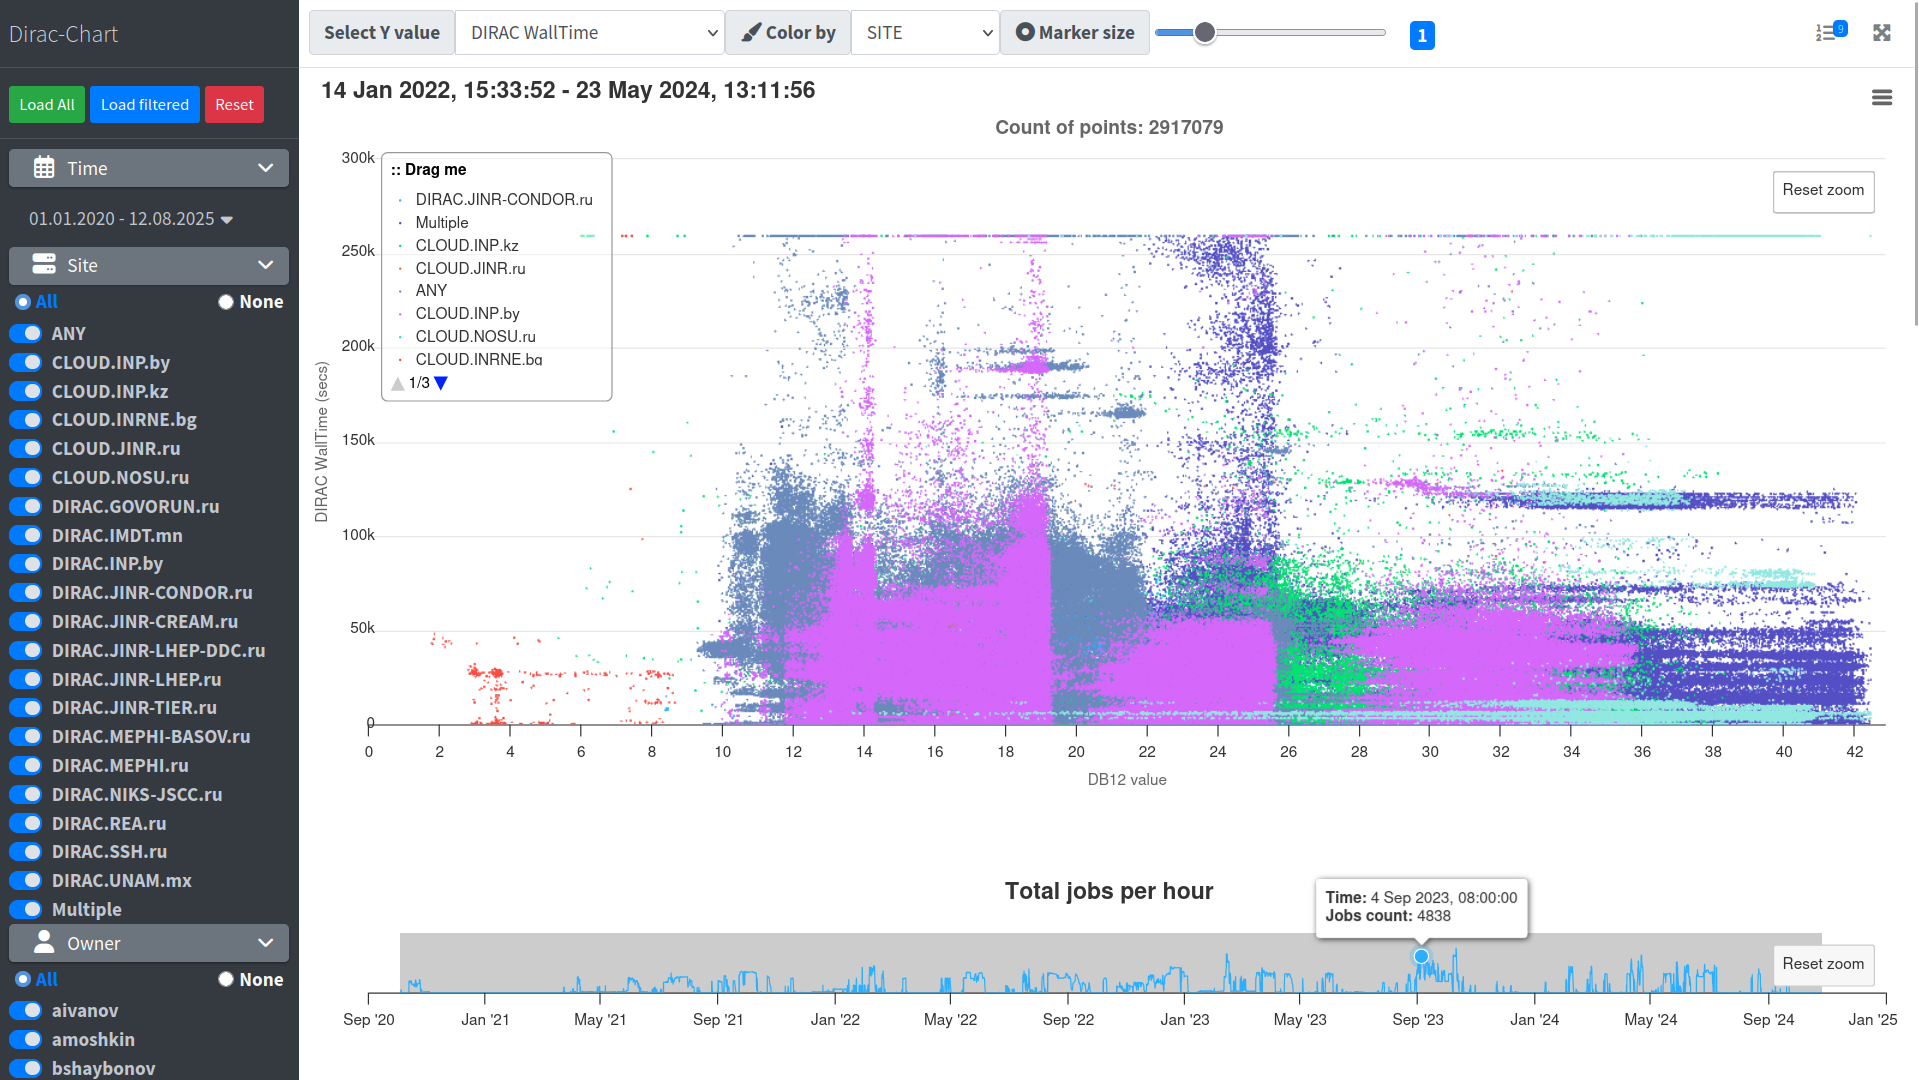 Dirac-Chart
Load All
Load filtered
Reset
Time
01.01.2020 - 12.08.2025
Site
All
None
ANY
CLOUD.INP.by
CLOUD.INP.kz
CLOUD.INRNE.bg
CLOUD.JINR.ru
CLOUD.NOSU.ru
DIRAC.GOVORUN.ru
DIRAC.IMDT.mn
DIRAC.INP.by
DIRAC.JINR-CONDOR.ru
DIRAC.JINR-CREAM.ru
DIRAC.JINR-LHEP-DDC.ru
DIRAC.JINR-LHEP.ru
DIRAC.JINR-TIER.ru
DIRAC.MEPHI-BASOV.ru
DIRAC.MEPHI.ru
DIRAC.NIKS-JSCC.ru
DIRAC.REA.ru
DIRAC.SSH.ru
DIRAC.UNAM.mx
Multiple
Owner
All
None
aivanov
amoshkin
bshaybonov
Select Y value
DIRAC WallTime
Color by
SITE
Marker size
1
9
14 Jan 2022, 15:33:52 - 23 May 2024, 13:11:56
Count of points: 2917079
Reset zoom
:: Drag me
DIRAC.JINR-CONDOR.ru
Multiple
CLOUD.INP.kz
CLOUD.JINR.ru
ANY
CLOUD.INP.by
CLOUD.NOSU.ru
CLOUD.INRNE.bg
1/3
DIRAC WallTime (secs)
300k
250k
200k
150k
100k
50k
0
0 2 4 6 8 10 12 14 16 18 20 22 24 26 28 30 32 34 36 38 40 42
DB12 value
Total jobs per hour
Time: 4 Sep 2023, 08:00:00
Jobs count: 4838
Reset zoom
Sep '20 Jan '21 May '21 Sep '21 Jan '22 May '22 Sep '22 Jan '23 May '23 Sep '23 Jan '24 May '24 Sep '24 Jan '25